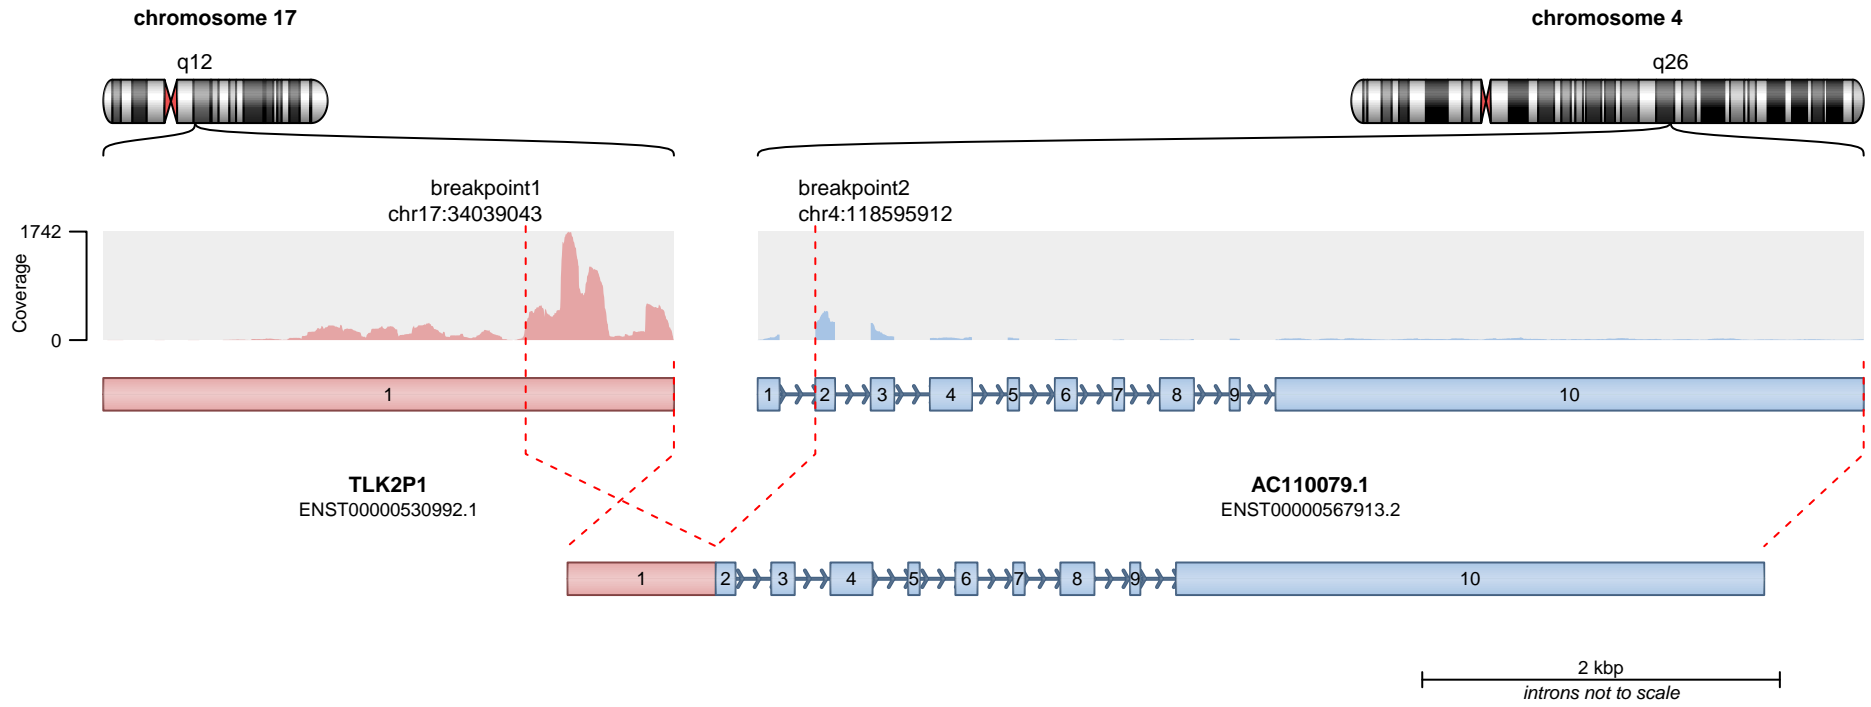 chromosome 17
chromosome 4
q12
q26
breakpoint1
chr17:34039043
breakpoint2
chr4:118595912
1742
0
Coverage
1
1 2 3 4 5 6 7 8 9 10
TLK2P1
ENST00000530992.1
AC110079.1
ENST00000567913.2
1 2 3 4 5 6 7 8 9 10
2 kbp
introns not to scale